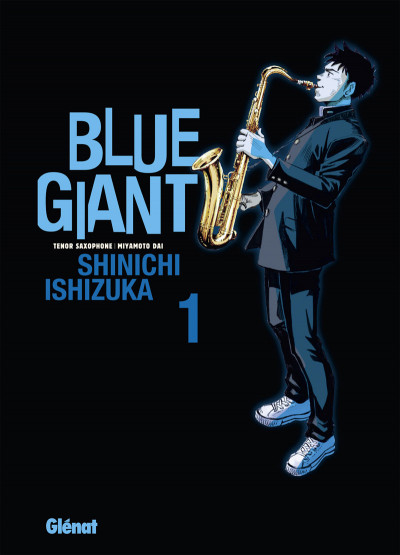 BLUE
GIANT
TENOR SAXOPHONE | MIYAMOTO DAI
SHINICHI
ISHIZUKA
1
Glénat